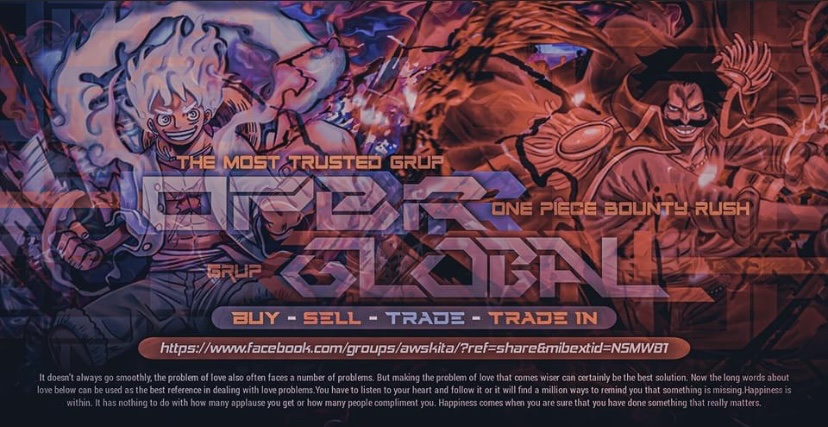 THE MOST TRUSTED GRUP
OPBR
ONE PIECE BOUNTY RUSH
GRUP GLOBAL
BUY - SELL - TRADE - TRADE IN
https://www.facebook.com/groups/awskita/?ref=share&mibextid=NSMWBT
It doesn't always go smoothly, the problem of love also often faces a number of problems. But making the problem of love that comes wiser can certainly be the best solution. Now the long words about
love below can be used as the best reference in dealing with love problems.You have to listen to your heart and follow it or it will find a million ways to remind you that something is missing.Happiness is
within. It has nothing to do with how many applause you get or how many people compliment you. Happiness comes when you are sure that you have done something that really matters.